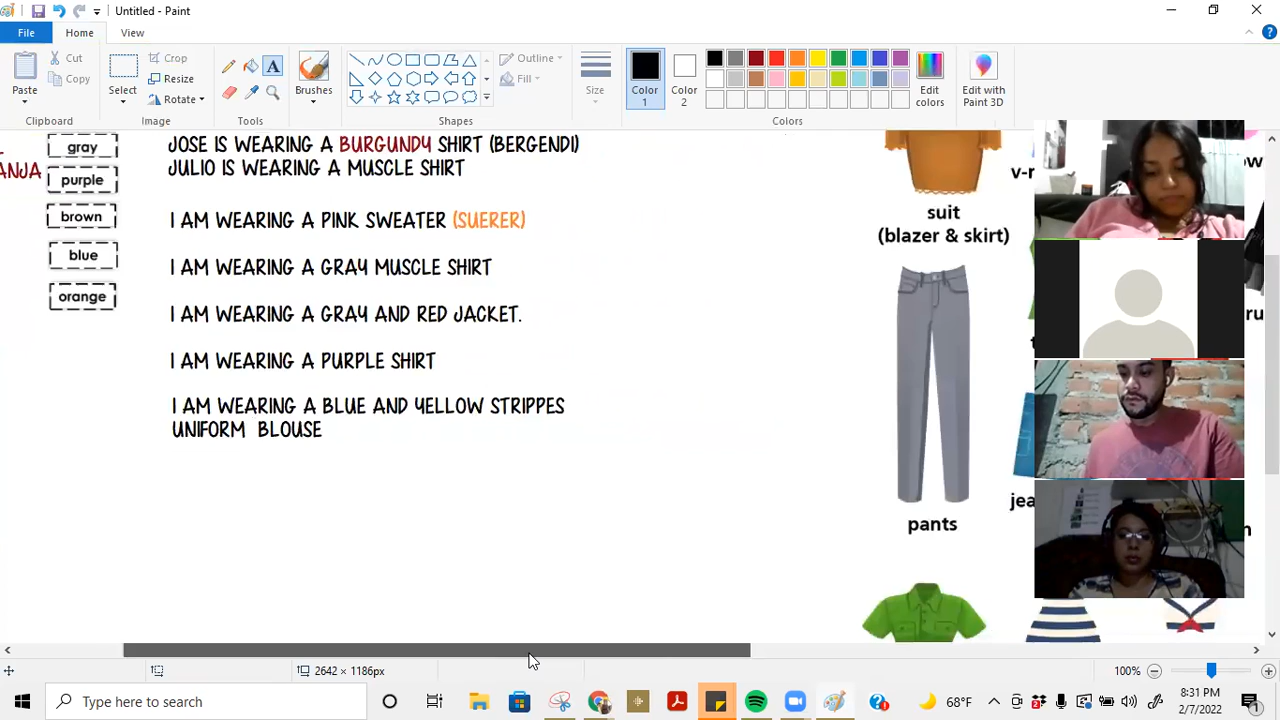 Untitled - Paint
File
Home
View
Paste
Cut
Copy
Clipboard
Select
Crop
Resize
Rotate
Image
A
Tools
Brushes
Outline
Fill
Shapes
Size
Color 1
Color 2
Edit colors
Edit with Paint 3D
Colors
ANJA
gray
purple
brown
blue
orange
JOSE IS WEARING A BURGUNDY SHIRT (BERGENDI)
JULIO IS WEARING A MUSCLE SHIRT
I AM WEARING A PINK SWEATER (SUERER)
I AM WEARING A GRAY MUSCLE SHIRT
I AM WEARING A GRAY AND RED JACKET.
I AM WEARING A PURPLE SHIRT
I AM WEARING A BLUE AND YELLOW STRIPPES
UNIFORM BLOUSE
v-
suit
(blazer & skirt)
pants
jea
ow
ru
2642 × 1186px
100%
Type here to search
68°F
8:31 PM
2/7/2022